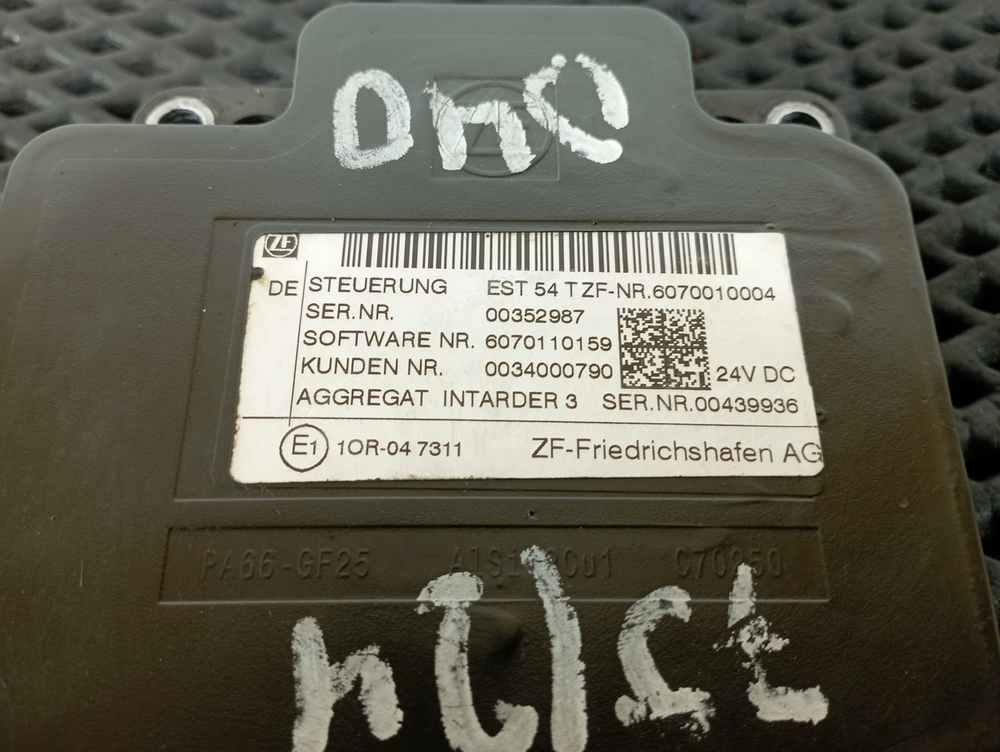 ZF
DE STEUERUNG EST 54 T ZF-NR.6070010004
SER.NR. 00352987
SOFTWARE NR. 6070110159
KUNDEN NR. 0034000790 24V DC
AGGREGAT INTARDER 3 SER.NR.00439936
E1 10R-04 7311 ZF-Friedrichshafen AG
PA66-GF25